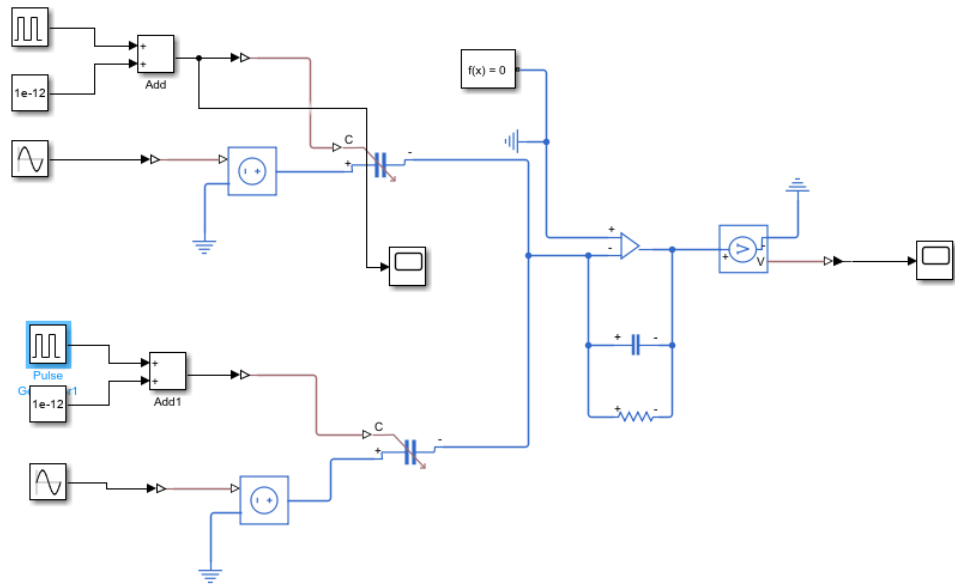 +
+
Add
1e-12
f(x) = 0
C
+
-
- +
+
-
+
-
V
+
-
+
-
+
+
Add1
Pulse
1e-12
C
+
-
- +